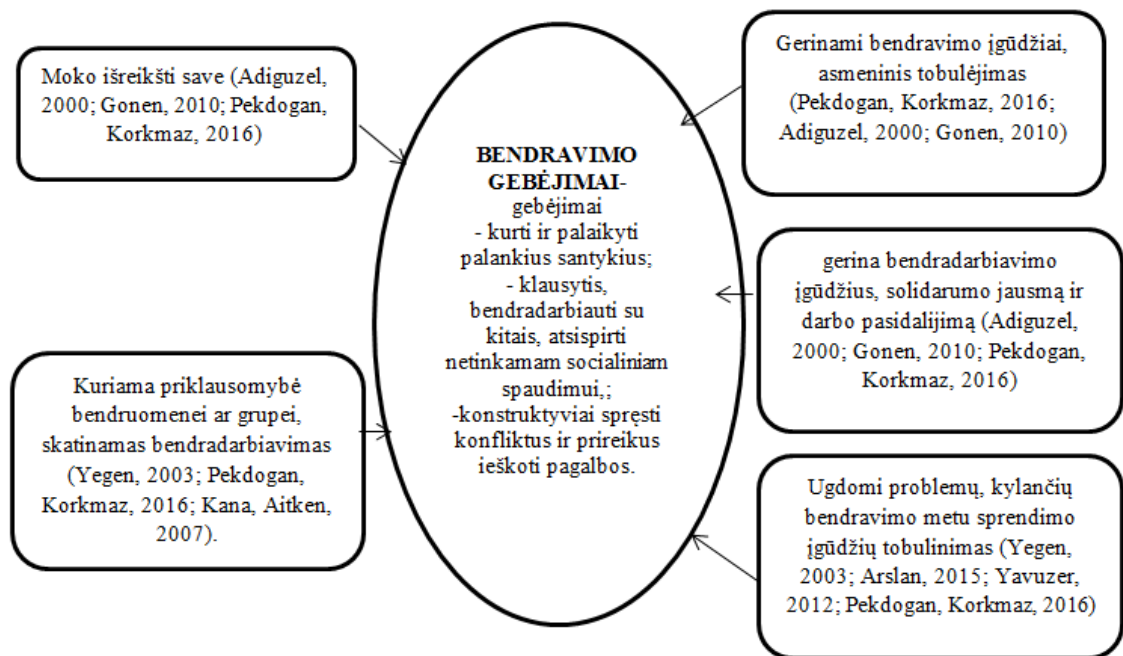 Moko išreikšti save (Adiguzel,
2000; Gonen, 2010; Pekdogan,
Korkmaz, 2016)
Kuriama priklausomybė
bendruomenei ar grupei,
skatinamas bendradarbiavimas
(Yegen, 2003; Pekdogan,
Korkmaz, 2016; Kana, Aitken,
2007).
BENDRAVIMO
GEBĖJIMAI-
gebėjimai
- kurti ir palaikyti
palankius santykius;
- klausytis,
bendradarbiauti su
kitais, atsispirti
netinkamam socialiniam
spaudimui,;
-konstruktyviai spręsti
konfliktus ir prireikus
ieškoti pagalbos.
Gerinami bendravimo įgūdžiai,
asmeninis tobulėjimas
(Pekdogan, Korkmaz, 2016;
Adiguzel, 2000; Gonen, 2010)
gerina bendradarbiavimo
įgūdžius, solidarumo jausmą ir
darbo pasidalijimą (Adiguzel,
2000; Gonen, 2010; Pekdogan,
Korkmaz, 2016)
Ugdomi problemų, kylančių
bendravimo metu sprendimo
įgūdžių tobulinimas (Yegen,
2003; Arslan, 2015; Yavuzer,
2012; Pekdogan, Korkmaz, 2016)